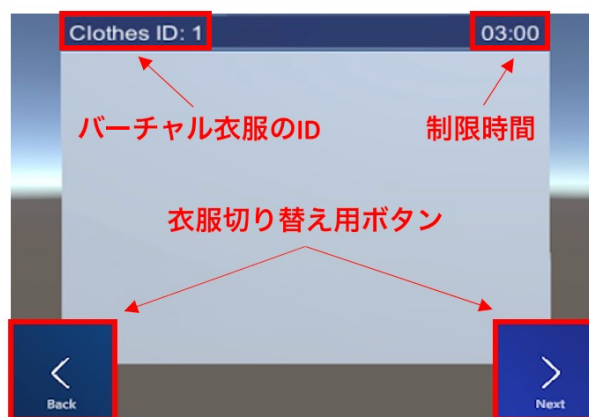 Clothes ID: 1
03:00
バーチャル衣服のID
制限時間
衣服切り替え用ボタン
Back
Next